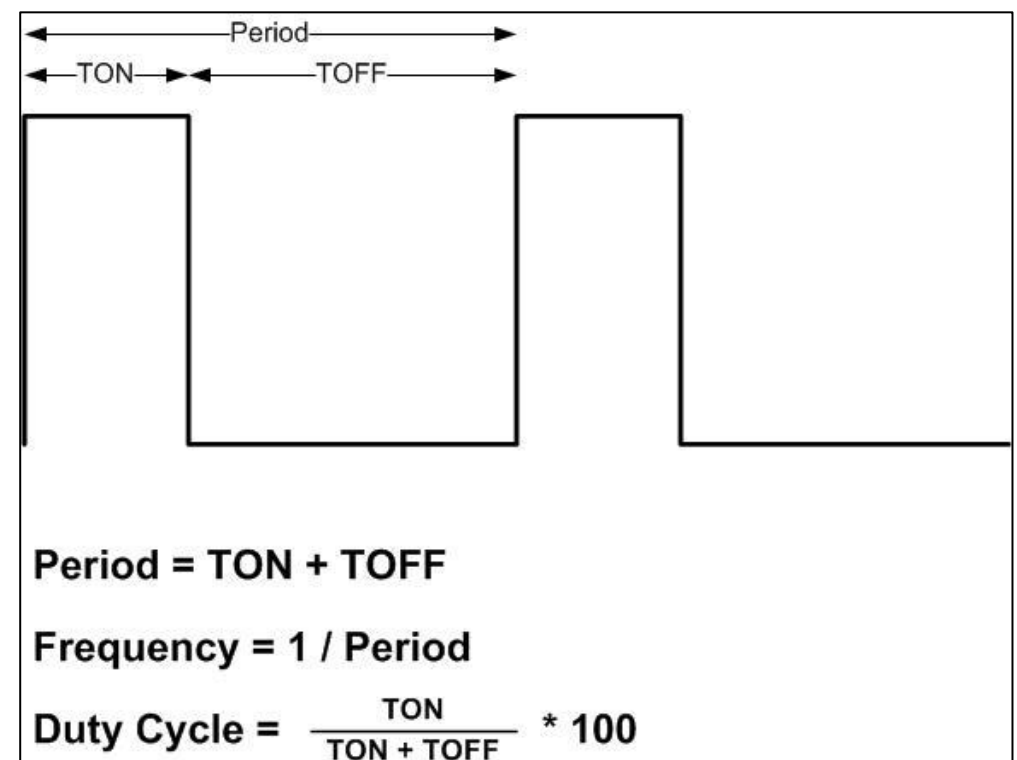 Period
TON TOFF
Period = TON + TOFF
Frequency = 1 / Period
Duty Cycle = TON / TON + TOFF * 100